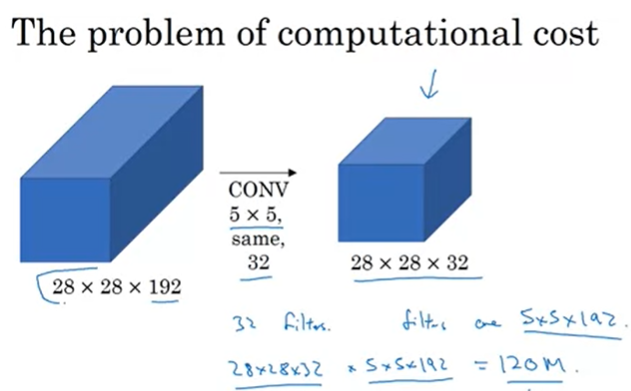 The problem of computational cost
CONV
5 × 5,
same,
32
28 × 28 × 192
28 × 28 × 32
32 filters. filters are 5×5×192.
28×28×32 × 5×5×192 = 120M.